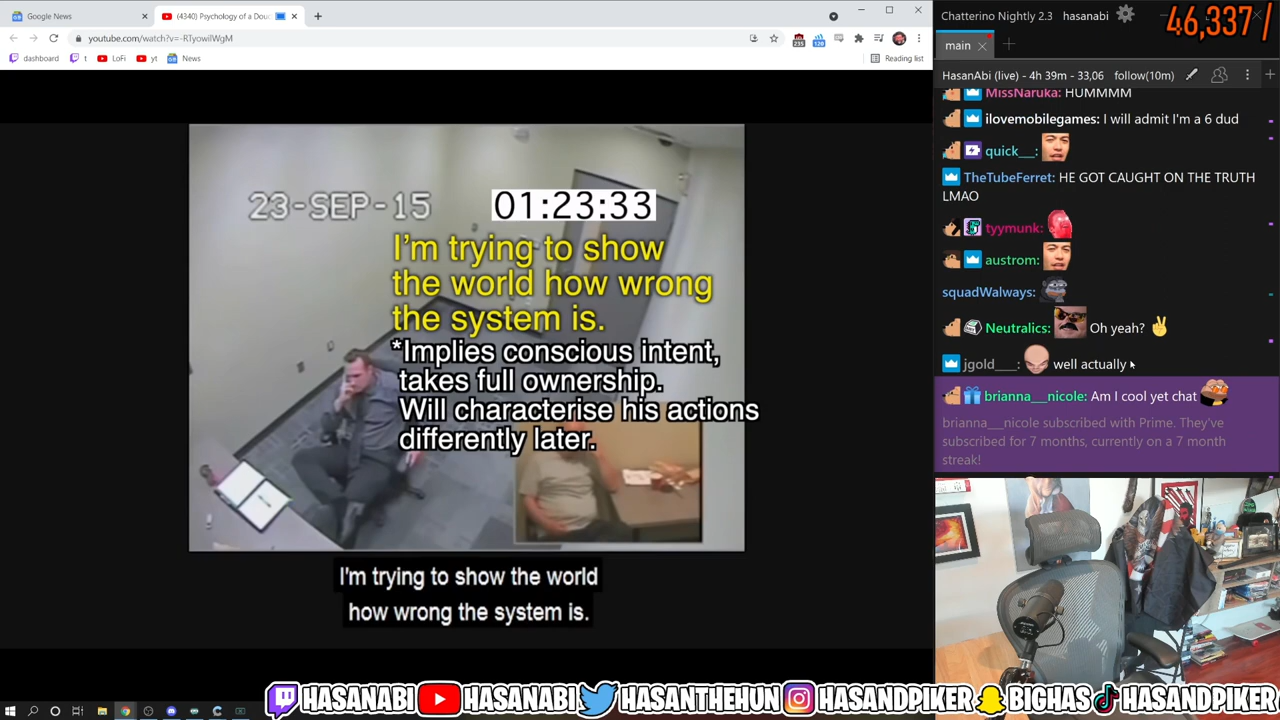 Google News
(4340) Psychology of a Douc
youtube.com/watch?v=-RTyowilWgM
dashboard
t
LoFi
yt
News
Reading list
23-SEP-15
01:23:33
I'm trying to show
the world how wrong
the system is.
*Implies conscious intent,
takes full ownership.
Will characterise his actions
differently later.
I'm trying to show the world
how wrong the system is.
Chatterino Nightly 2.3
hasanabi
46,337 /
main
HasanAbi (live) - 4h 39m - 33,06
follow(10m)
MissNaruka: HUMMMM
ilovemobilegames: I will admit I'm a 6 dud
quick___:
TheTubeFerret: HE GOT CAUGHT ON THE TRUTH
LMAO
tyymunk:
austrom:
squadWalways:
Neutralics: Oh yeah?
jgold____: well actually
brianna___nicole: Am I cool yet chat
brianna___nicole subscribed with Prime. They've
subscribed for 7 months, currently on a 7 month
streak!
HASANABI HASANABI HASANTHEHUN HASANDPIKER BIGHAS HASANDPIKER